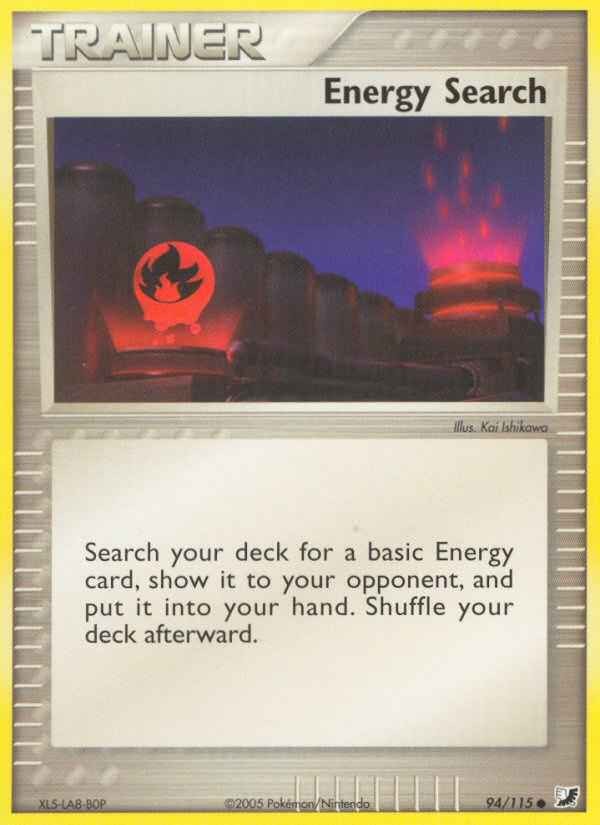 TRAINER
Energy Search
Illus. Kai Ishikawa
Search your deck for a basic Energy
card, show it to your opponent, and
put it into your hand. Shuffle your
deck afterward.
XLS-LAB-B0P
©2005 Pokémon/Nintendo
94/115